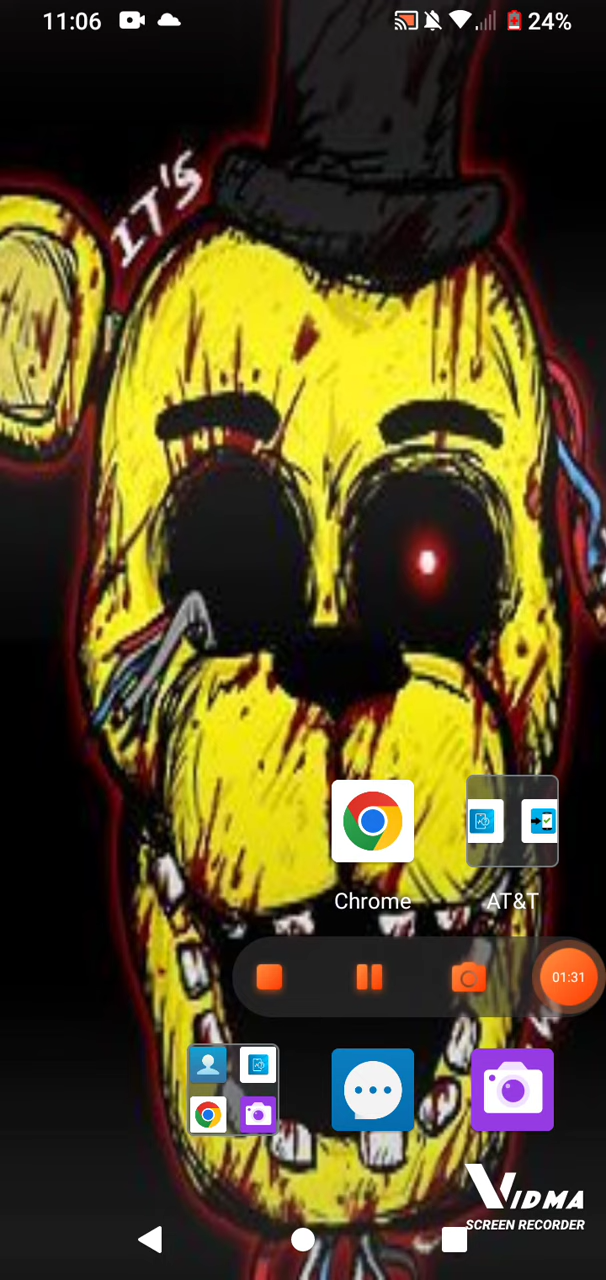 11:06
24%
IT'S
Chrome
AT&T
01:31
VIDMA
SCREEN RECORDER